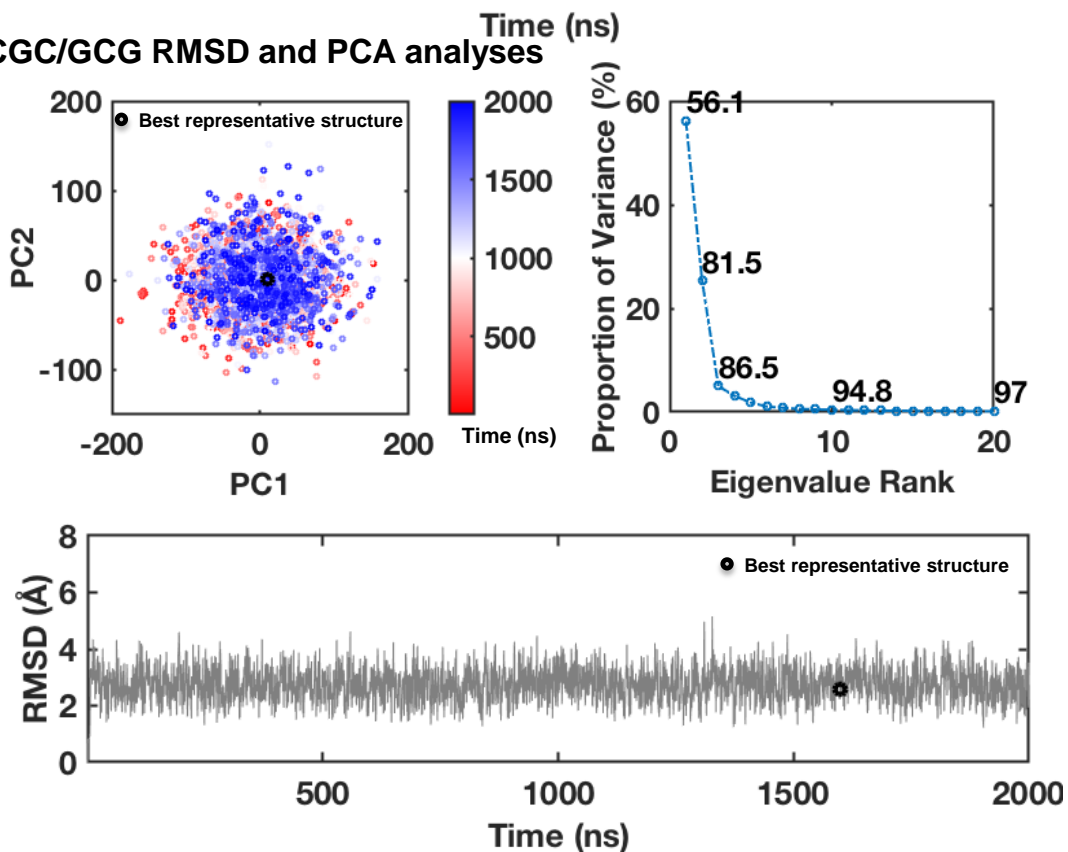 Time (ns)
CGC/GCG RMSD and PCA analyses
200
100
0
-100
-200
0
200
PC2
PC1
Best representative structure
2000
1500
1000
500
Time (ns)
Proportion of Variance (%)
60
40
20
0
56.1
81.5
86.5
94.8
97
0
10
20
Eigenvalue Rank
RMSD (Å)
8
6
4
2
0
Best representative structure
500
1000
1500
2000
Time (ns)